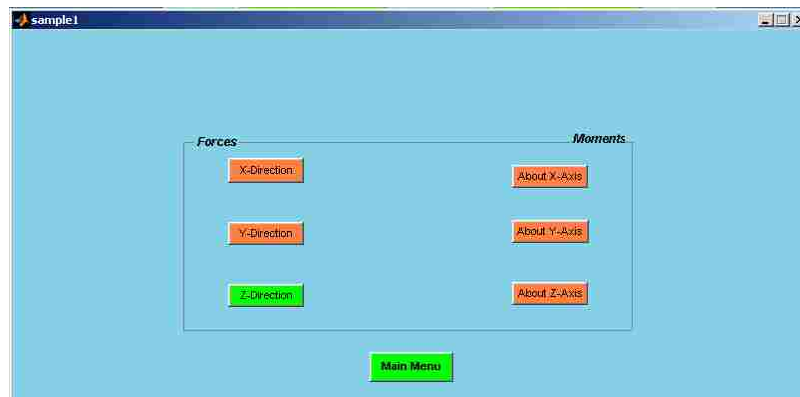 sample1
Forces Moments
X-Direction About X-Axis
Y-Direction About Y-Axis
Z-Direction About Z-Axis
Main Menu